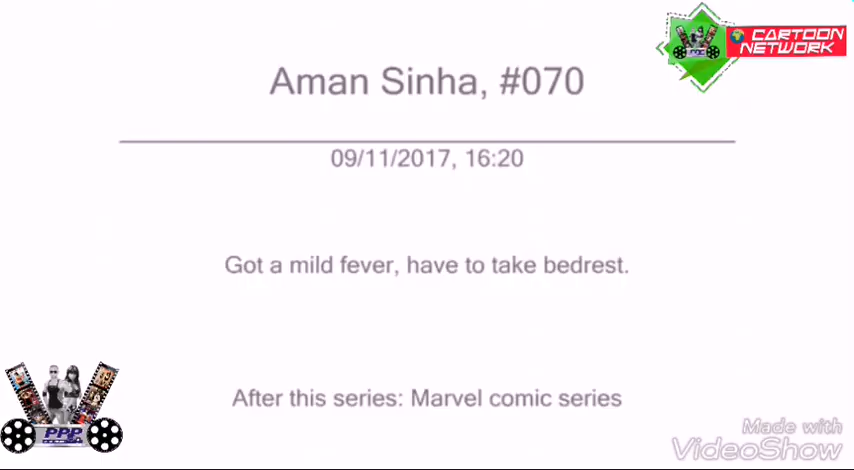 CARTOON
NETWORK
Aman Sinha, #070
09/11/2017, 16:20
Got a mild fever, have to take bedrest.
After this series: Marvel comic series
PPP
Made with
VideoShow